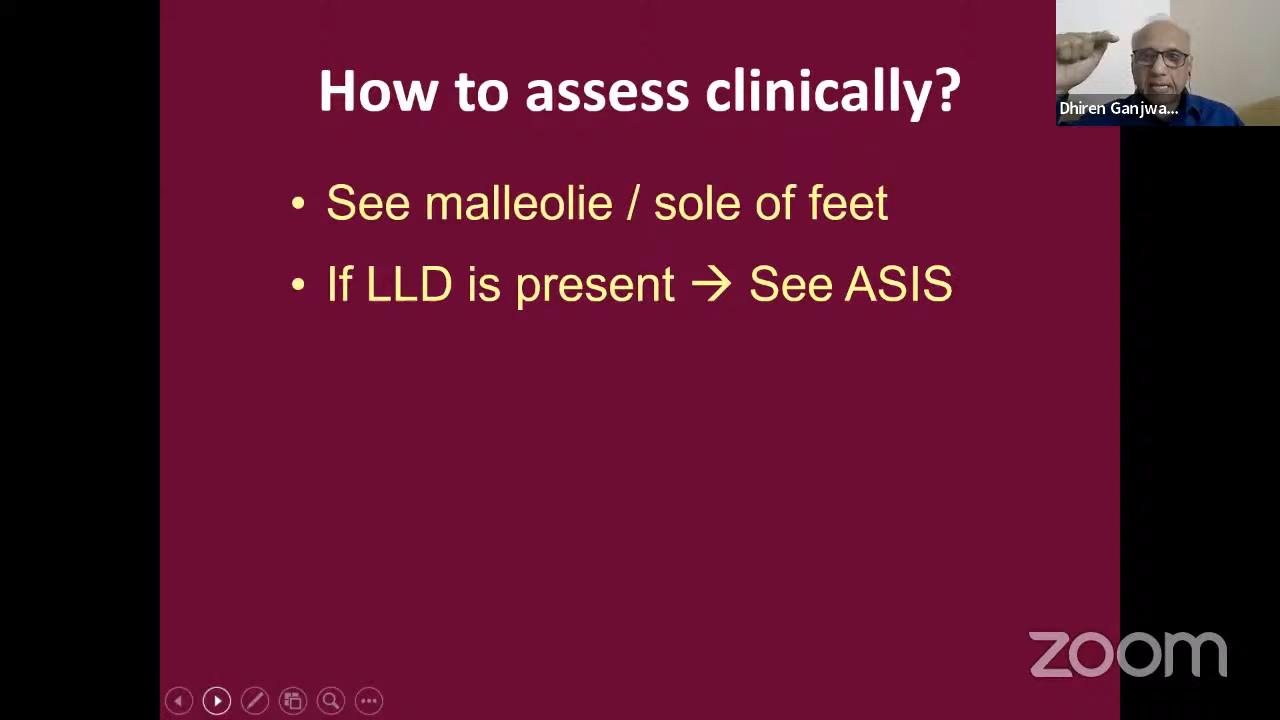 How to assess clinically?
Dhiren Ganjwa...
• See malleolie / sole of feet
• If LLD is present → See ASIS
zoom